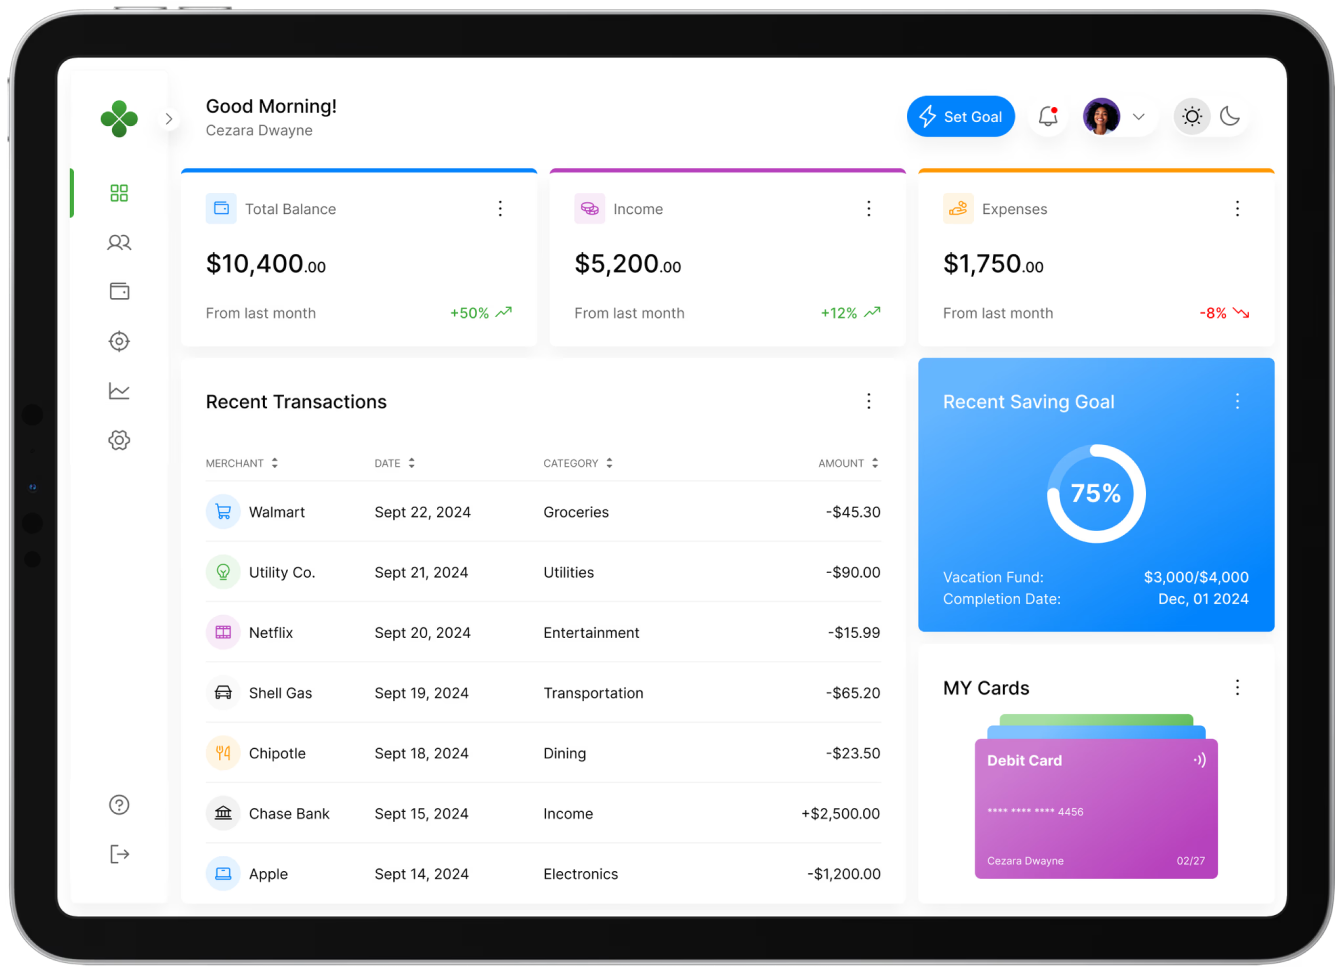 Good Morning!
Cezara Dwayne
Set Goal
Total Balance
$10,400.00
From last month +50%
Income
$5,200.00
From last month +12%
Expenses
$1,750.00
From last month -8%
Recent Transactions
MERCHANT DATE CATEGORY AMOUNT
Walmart Sept 22, 2024 Groceries -$45.30
Utility Co. Sept 21, 2024 Utilities -$90.00
Netflix Sept 20, 2024 Entertainment -$15.99
Shell Gas Sept 19, 2024 Transportation -$65.20
Chipotle Sept 18, 2024 Dining -$23.50
Chase Bank Sept 15, 2024 Income +$2,500.00
Apple Sept 14, 2024 Electronics -$1,200.00
Recent Saving Goal
75%
Vacation Fund: $3,000/$4,000
Completion Date: Dec, 01 2024
MY Cards
Debit Card
**** **** **** 4456
Cezara Dwayne 02/27